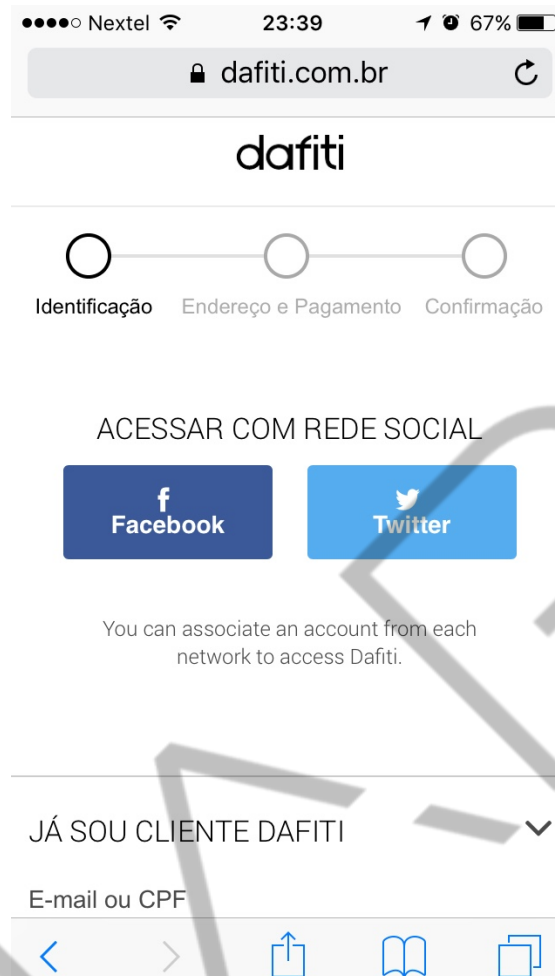 Nextel 23:39 67%
dafiti.com.br
dafiti
Identificação Endereço e Pagamento Confirmação
ACESSAR COM REDE SOCIAL
Facebook Twitter
You can associate an account from each
network to access Dafiti.
JÁ SOU CLIENTE DAFITI
E-mail ou CPF